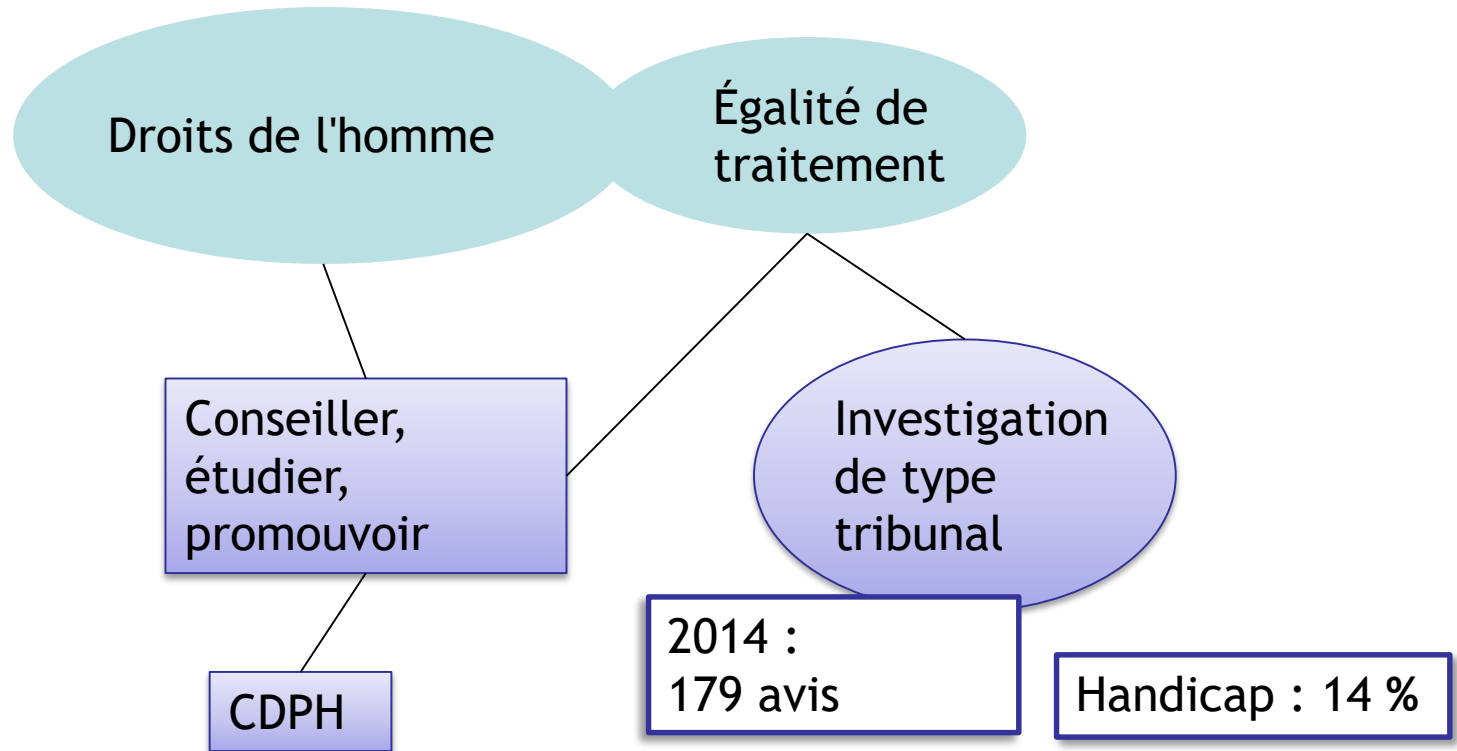 Droits de l'homme
Égalité de
traitement
Conseiller,
étudier,
promouvoir
Investigation
de type
tribunal
CDPH
2014 :
179 avis
Handicap : 14 %